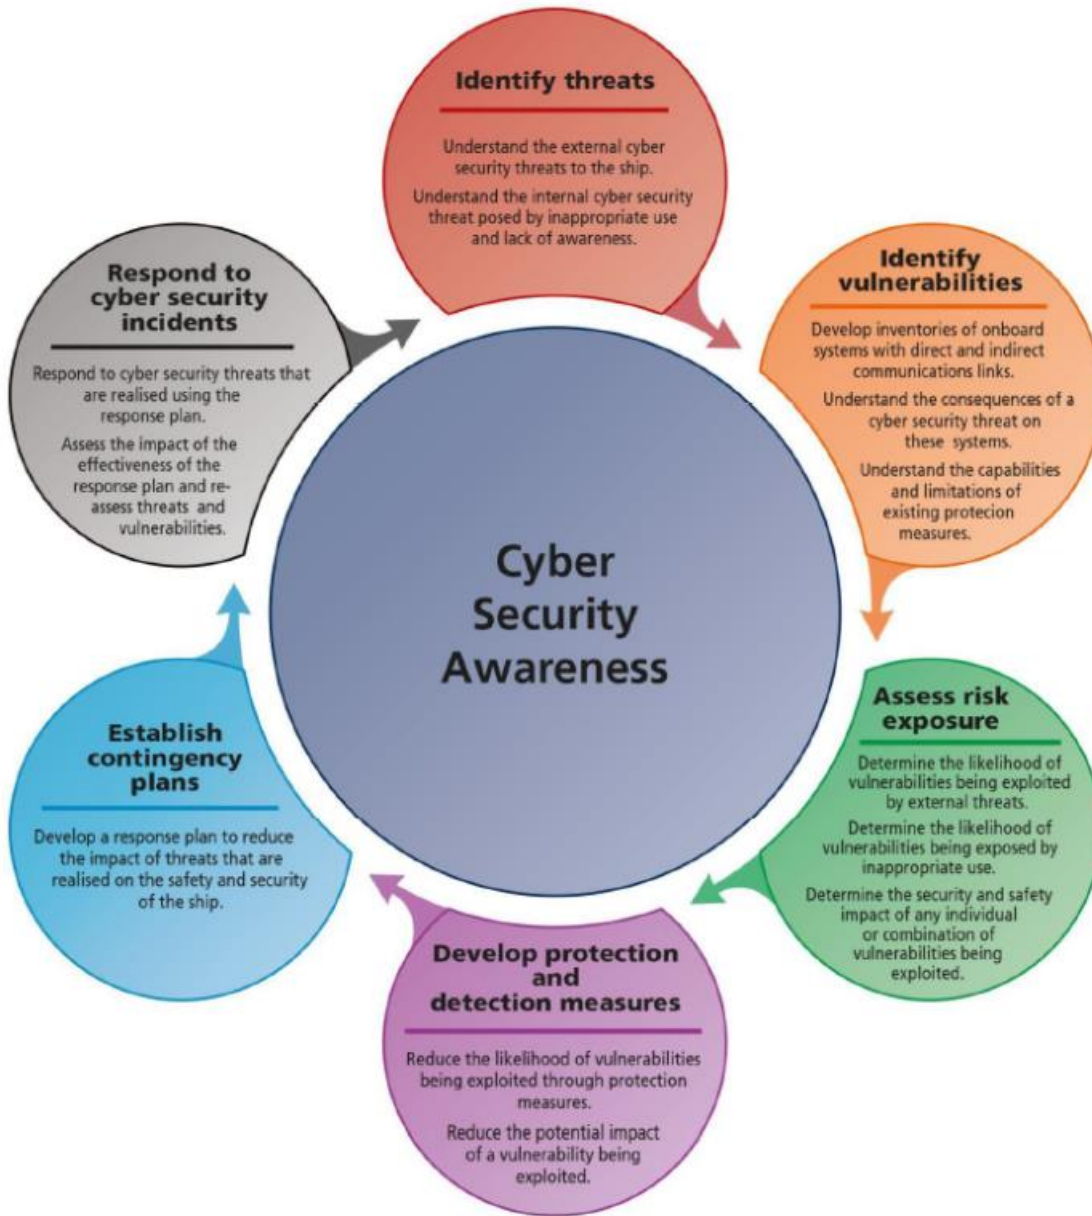 Identify threats
Understand the external cyber
security threats to the ship.
Understand the internal cyber security
threat posed by inappropriate use
and lack of awareness.
Identify
vulnerabilities
Develop inventories of onboard
systems with direct and indirect
communications links.
Understand the consequences of a
cyber security threat on
these systems.
Understand the capabilities
and limitations of
existing protecion
measures.
Assess risk
exposure
Determine the likelihood of
vulnerabilities being exploited
by external threats.
Determine the likelihood of
vulnerabilities being exposed by
inappropriate use.
Determine the security and safety
impact of any individual
or combination of
vulnerabilities being
exploited.
Develop protection
and
detection measures
Reduce the likelihood of vulnerabilities
being exploited through protection
measures.
Reduce the potential impact
of a vulnerability being
exploited.
Establish
contingency
plans
Develop a response plan to reduce
the impact of threats that are
realised on the safety and security
of the ship.
Respond to
cyber security
incidents
Respond to cyber security threats that
are realised using the
response plan.
Assess the impact of the
effectiveness of the
response plan and re-
assess threats and
vulnerabilities.
Cyber
Security
Awareness